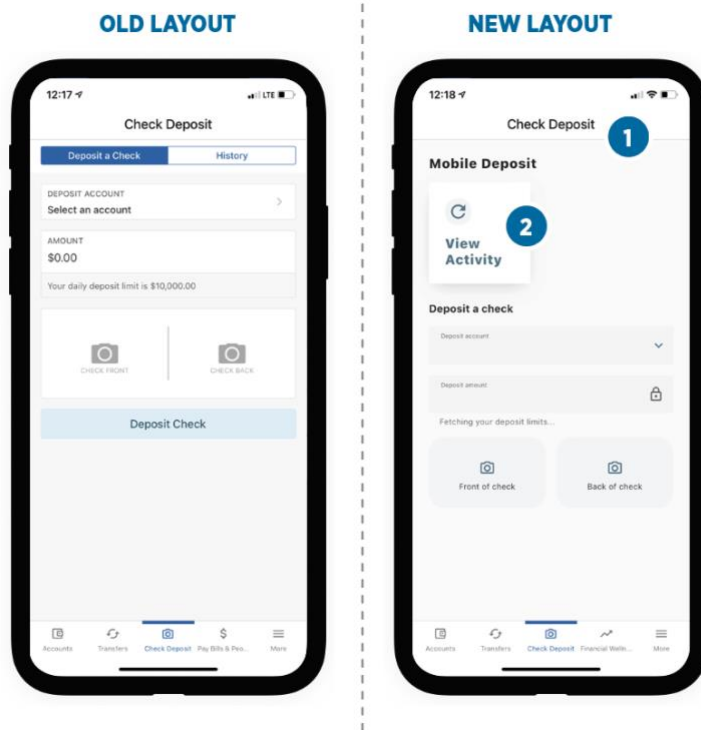 OLD LAYOUT
12:17
LTE
Check Deposit
Deposit a Check
History
DEPOSIT ACCOUNT
Select an account
AMOUNT
$0.00
Your daily deposit limit is $10,000.00
CHECK FRONT
CHECK BACK
Deposit Check
Accounts
Transfers
Check Deposit
Pay Bills & Peo...
More
NEW LAYOUT
12:18
Check Deposit
1
Mobile Deposit
2
View
Activity
Deposit a check
Deposit account
Deposit amount
Fetching your deposit limits...
Front of check
Back of check
Accounts
Transfers
Check Deposit
Financial Welln...
More